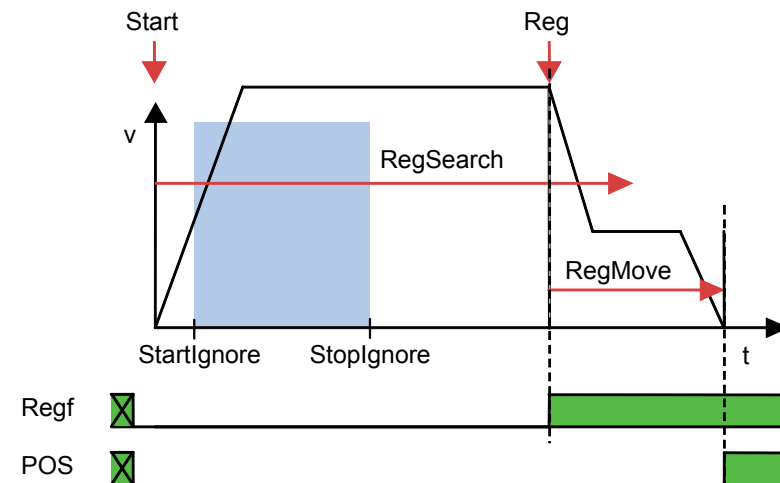 Start
Reg
v
RegSearch
RegMove
StartIgnore
StopIgnore
t
Regf
POS